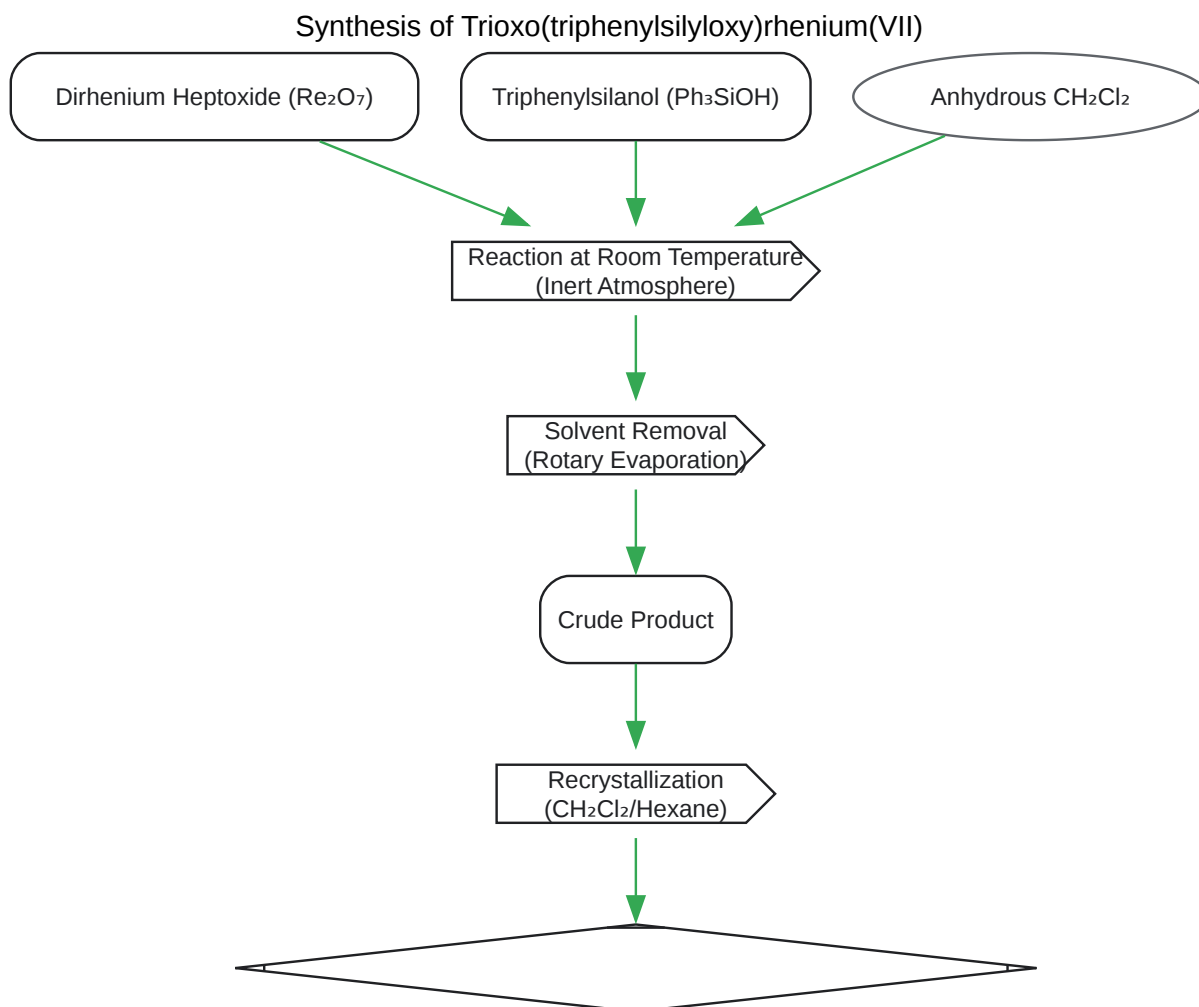 Synthesis of Trioxo(triphenylsilyloxy)rhenium(VII)
Dirhenium Heptoxide (Re₂O₇)
Triphenylsilanol (Ph₃SiOH)
Anhydrous CH₂Cl₂
Reaction at Room Temperature
(Inert Atmosphere)
Solvent Removal
(Rotary Evaporation)
Crude Product
Recrystallization
(CH₂Cl₂/Hexane)